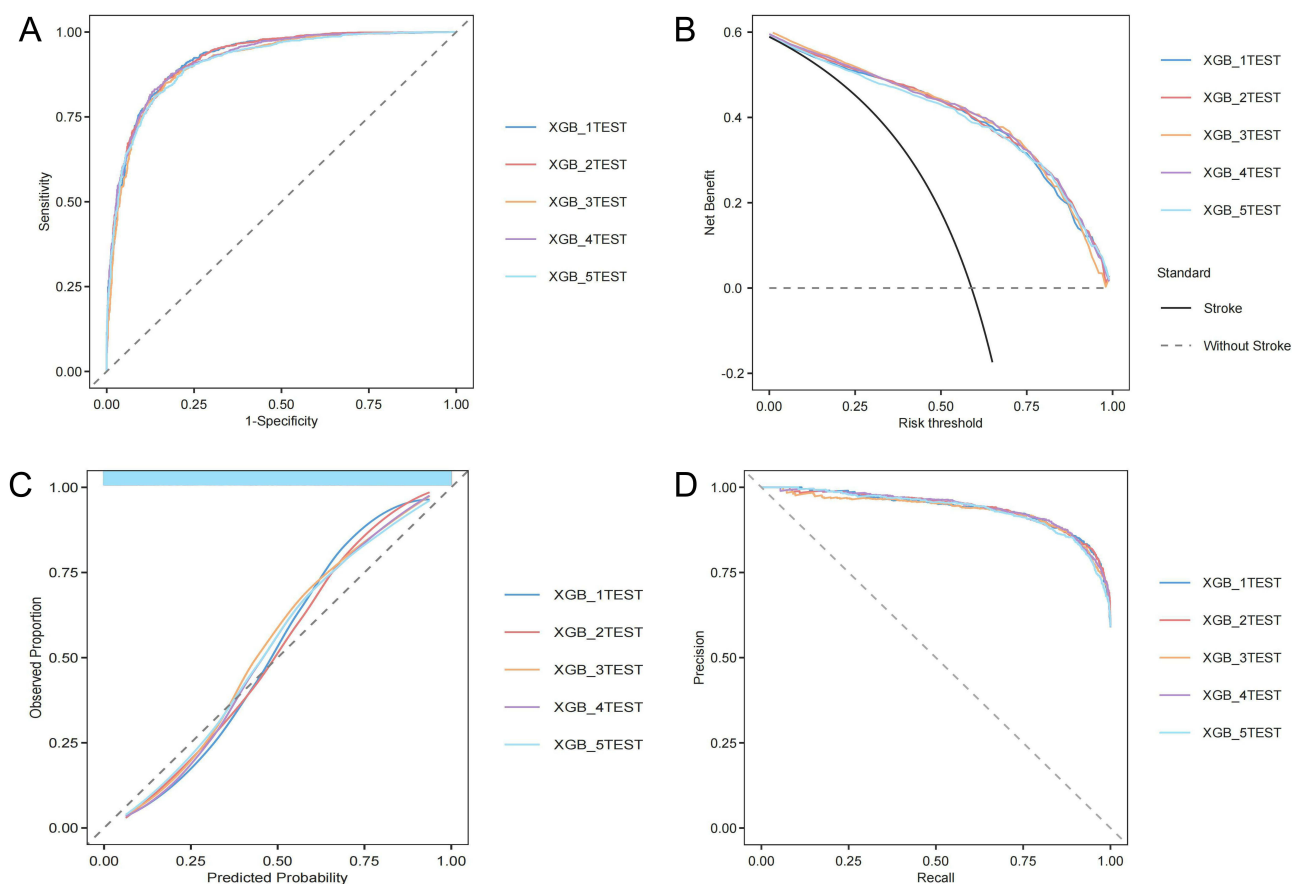 A
1.00
0.75
0.50
0.25
0.00
Sensitivity
0.00 0.25 0.50 0.75 1.00
1-Specificity
XGB_1TEST
XGB_2TEST
XGB_3TEST
XGB_4TEST
XGB_5TEST
B
0.6
0.4
0.2
0.0
-0.2
Net Benefit
0.00 0.25 0.50 0.75 1.00
Risk threshold
XGB_1TEST
XGB_2TEST
XGB_3TEST
XGB_4TEST
XGB_5TEST
Standard
Stroke
Without Stroke
C
1.00
0.75
0.50
0.25
0.00
Observed Proportion
0.00 0.25 0.50 0.75 1.00
Predicted Probability
XGB_1TEST
XGB_2TEST
XGB_3TEST
XGB_4TEST
XGB_5TEST
D
1.00
0.75
0.50
0.25
0.00
Precision
0.00 0.25 0.50 0.75 1.00
Recall
XGB_1TEST
XGB_2TEST
XGB_3TEST
XGB_4TEST
XGB_5TEST